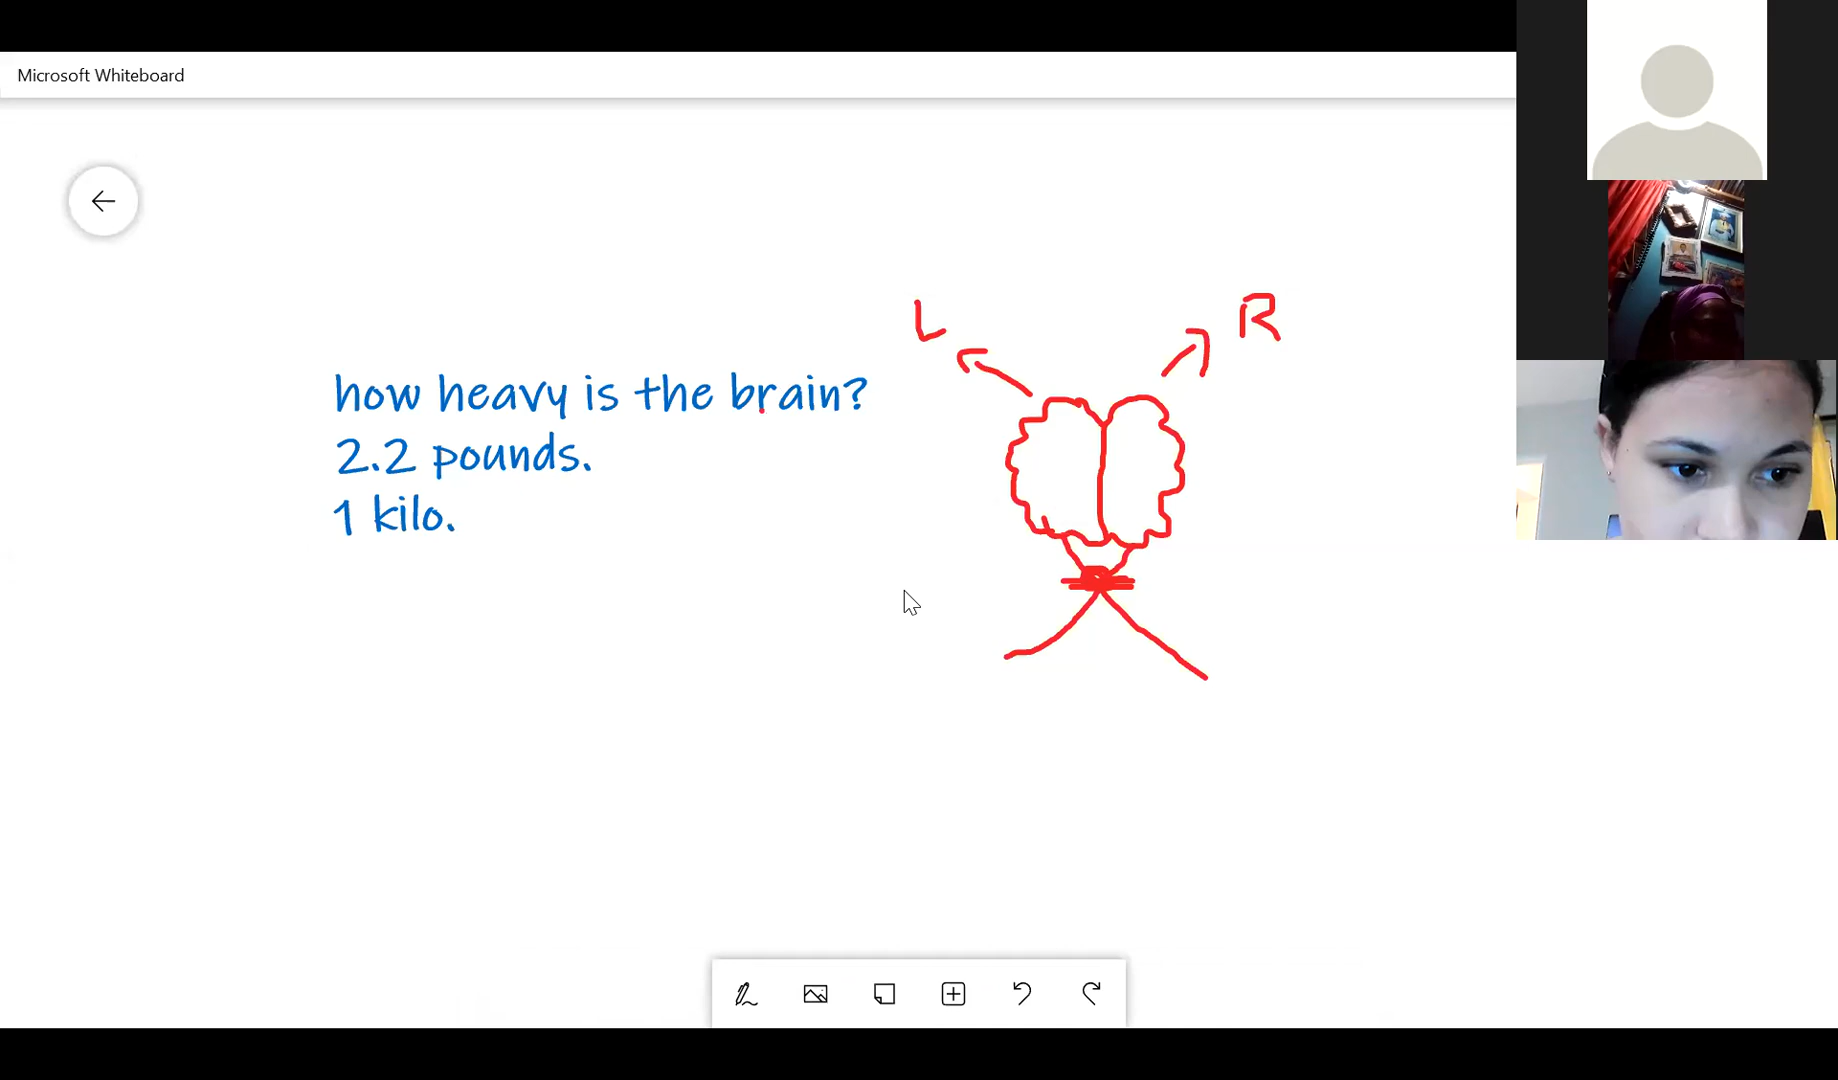 Microsoft Whiteboard
L
R
how heavy is the brain?
2.2 pounds.
1 kilo.